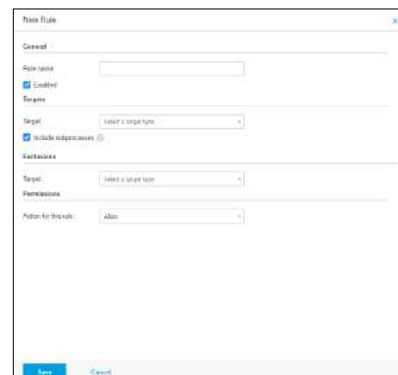 New Rule
General
Rule name
Enabled
Targets
Target Select a target type
Include subprocesses
Exclusions
Target Select a target type
Permissions
Action for this rule: Allow
Save Cancel